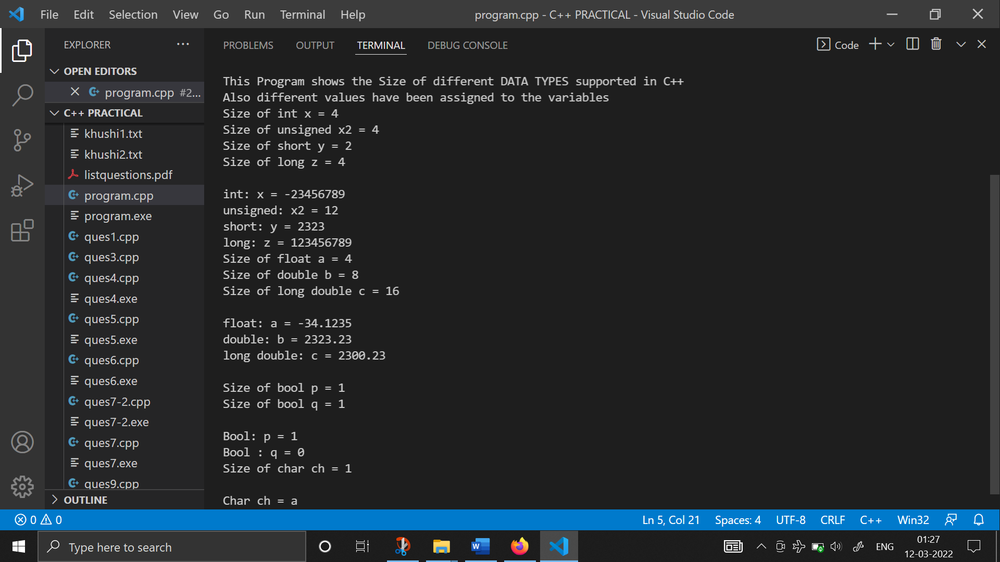 File Edit Selection View Go Run Terminal Help
program.cpp - C++ PRACTICAL - Visual Studio Code
EXPLORER
OPEN EDITORS
program.cpp #2...
C++ PRACTICAL
khushi1.txt
khushi2.txt
listquestions.pdf
program.cpp
program.exe
ques1.cpp
ques3.cpp
ques4.cpp
ques4.exe
ques5.cpp
ques5.exe
ques6.cpp
ques6.exe
ques7-2.cpp
ques7-2.exe
ques7.cpp
ques7.exe
ques9.cpp
OUTLINE
PROBLEMS OUTPUT TERMINAL DEBUG CONSOLE
Code
This Program shows the Size of different DATA TYPES supported in C++
Also different values have been assigned to the variables
Size of int x = 4
Size of unsigned x2 = 4
Size of short y = 2
Size of long z = 4
int: x = -23456789
unsigned: x2 = 12
short: y = 2323
long: z = 123456789
Size of float a = 4
Size of double b = 8
Size of long double c = 16
float: a = -34.1235
double: b = 2323.23
long double: c = 2300.23
Size of bool p = 1
Size of bool q = 1
Bool: p = 1
Bool : q = 0
Size of char ch = 1
Char ch = a
0 0
Ln 5, Col 21 Spaces: 4 UTF-8 CRLF C++ Win32
Type here to search
W
ENG
01:27
12-03-2022